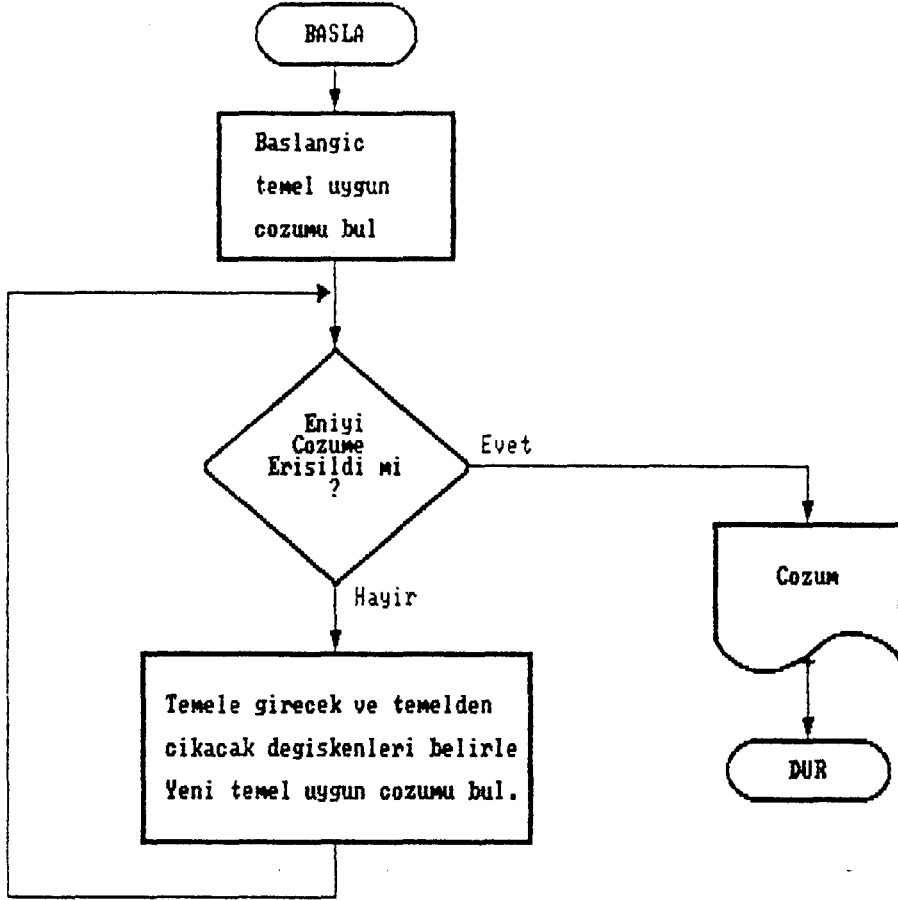 BASLA
Baslangic
temel uygun
cozumu bul
Eniyi
Cozume
Erisildi mi
?
Evet
Hayir
Cozum
Temele girecek ve temelden
cikacak degiskenleri belirle
Yeni temel uygun cozumu bul.
DUR